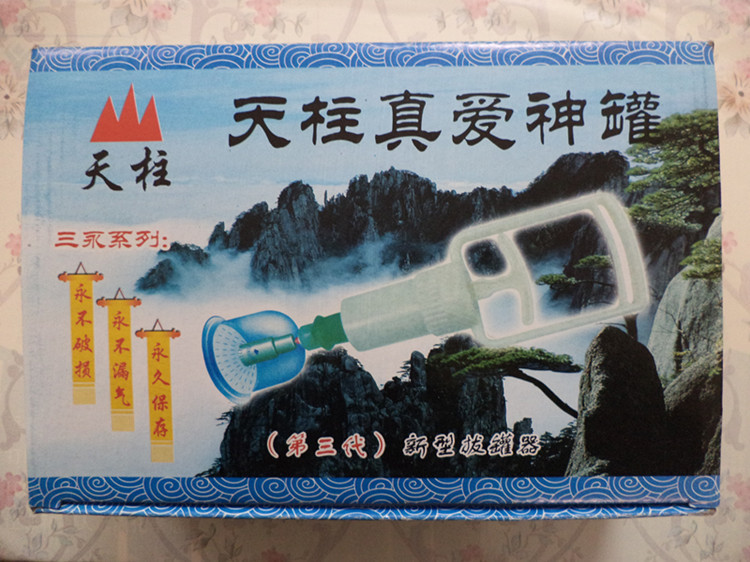 天柱真爱神罐
天柱
三永系列:
永不破损
永不漏气
永久保存
(第三代)新型拔罐器